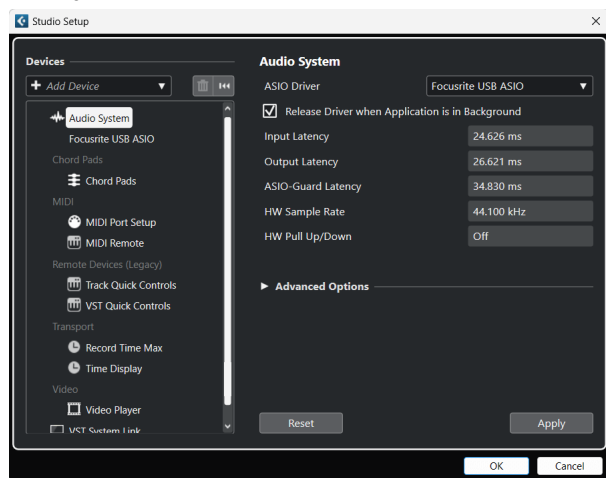 Studio Setup
Devices
Audio System
+ Add Device
ASIO Driver
Focusrite USB ASIO
Release Driver when Application is in Background
Audio System
Focusrite USB ASIO
Chord Pads
Chord Pads
MIDI
MIDI Port Setup
MIDI Remote
Remote Devices (Legacy)
Track Quick Controls
VST Quick Controls
Transport
Record Time Max
Time Display
Video
Video Player
VST System Link
Input Latency
24.626 ms
Output Latency
26.621 ms
ASIO-Guard Latency
34.830 ms
HW Sample Rate
44.100 kHz
HW Pull Up/Down
Off
Advanced Options
Reset
Apply
OK
Cancel